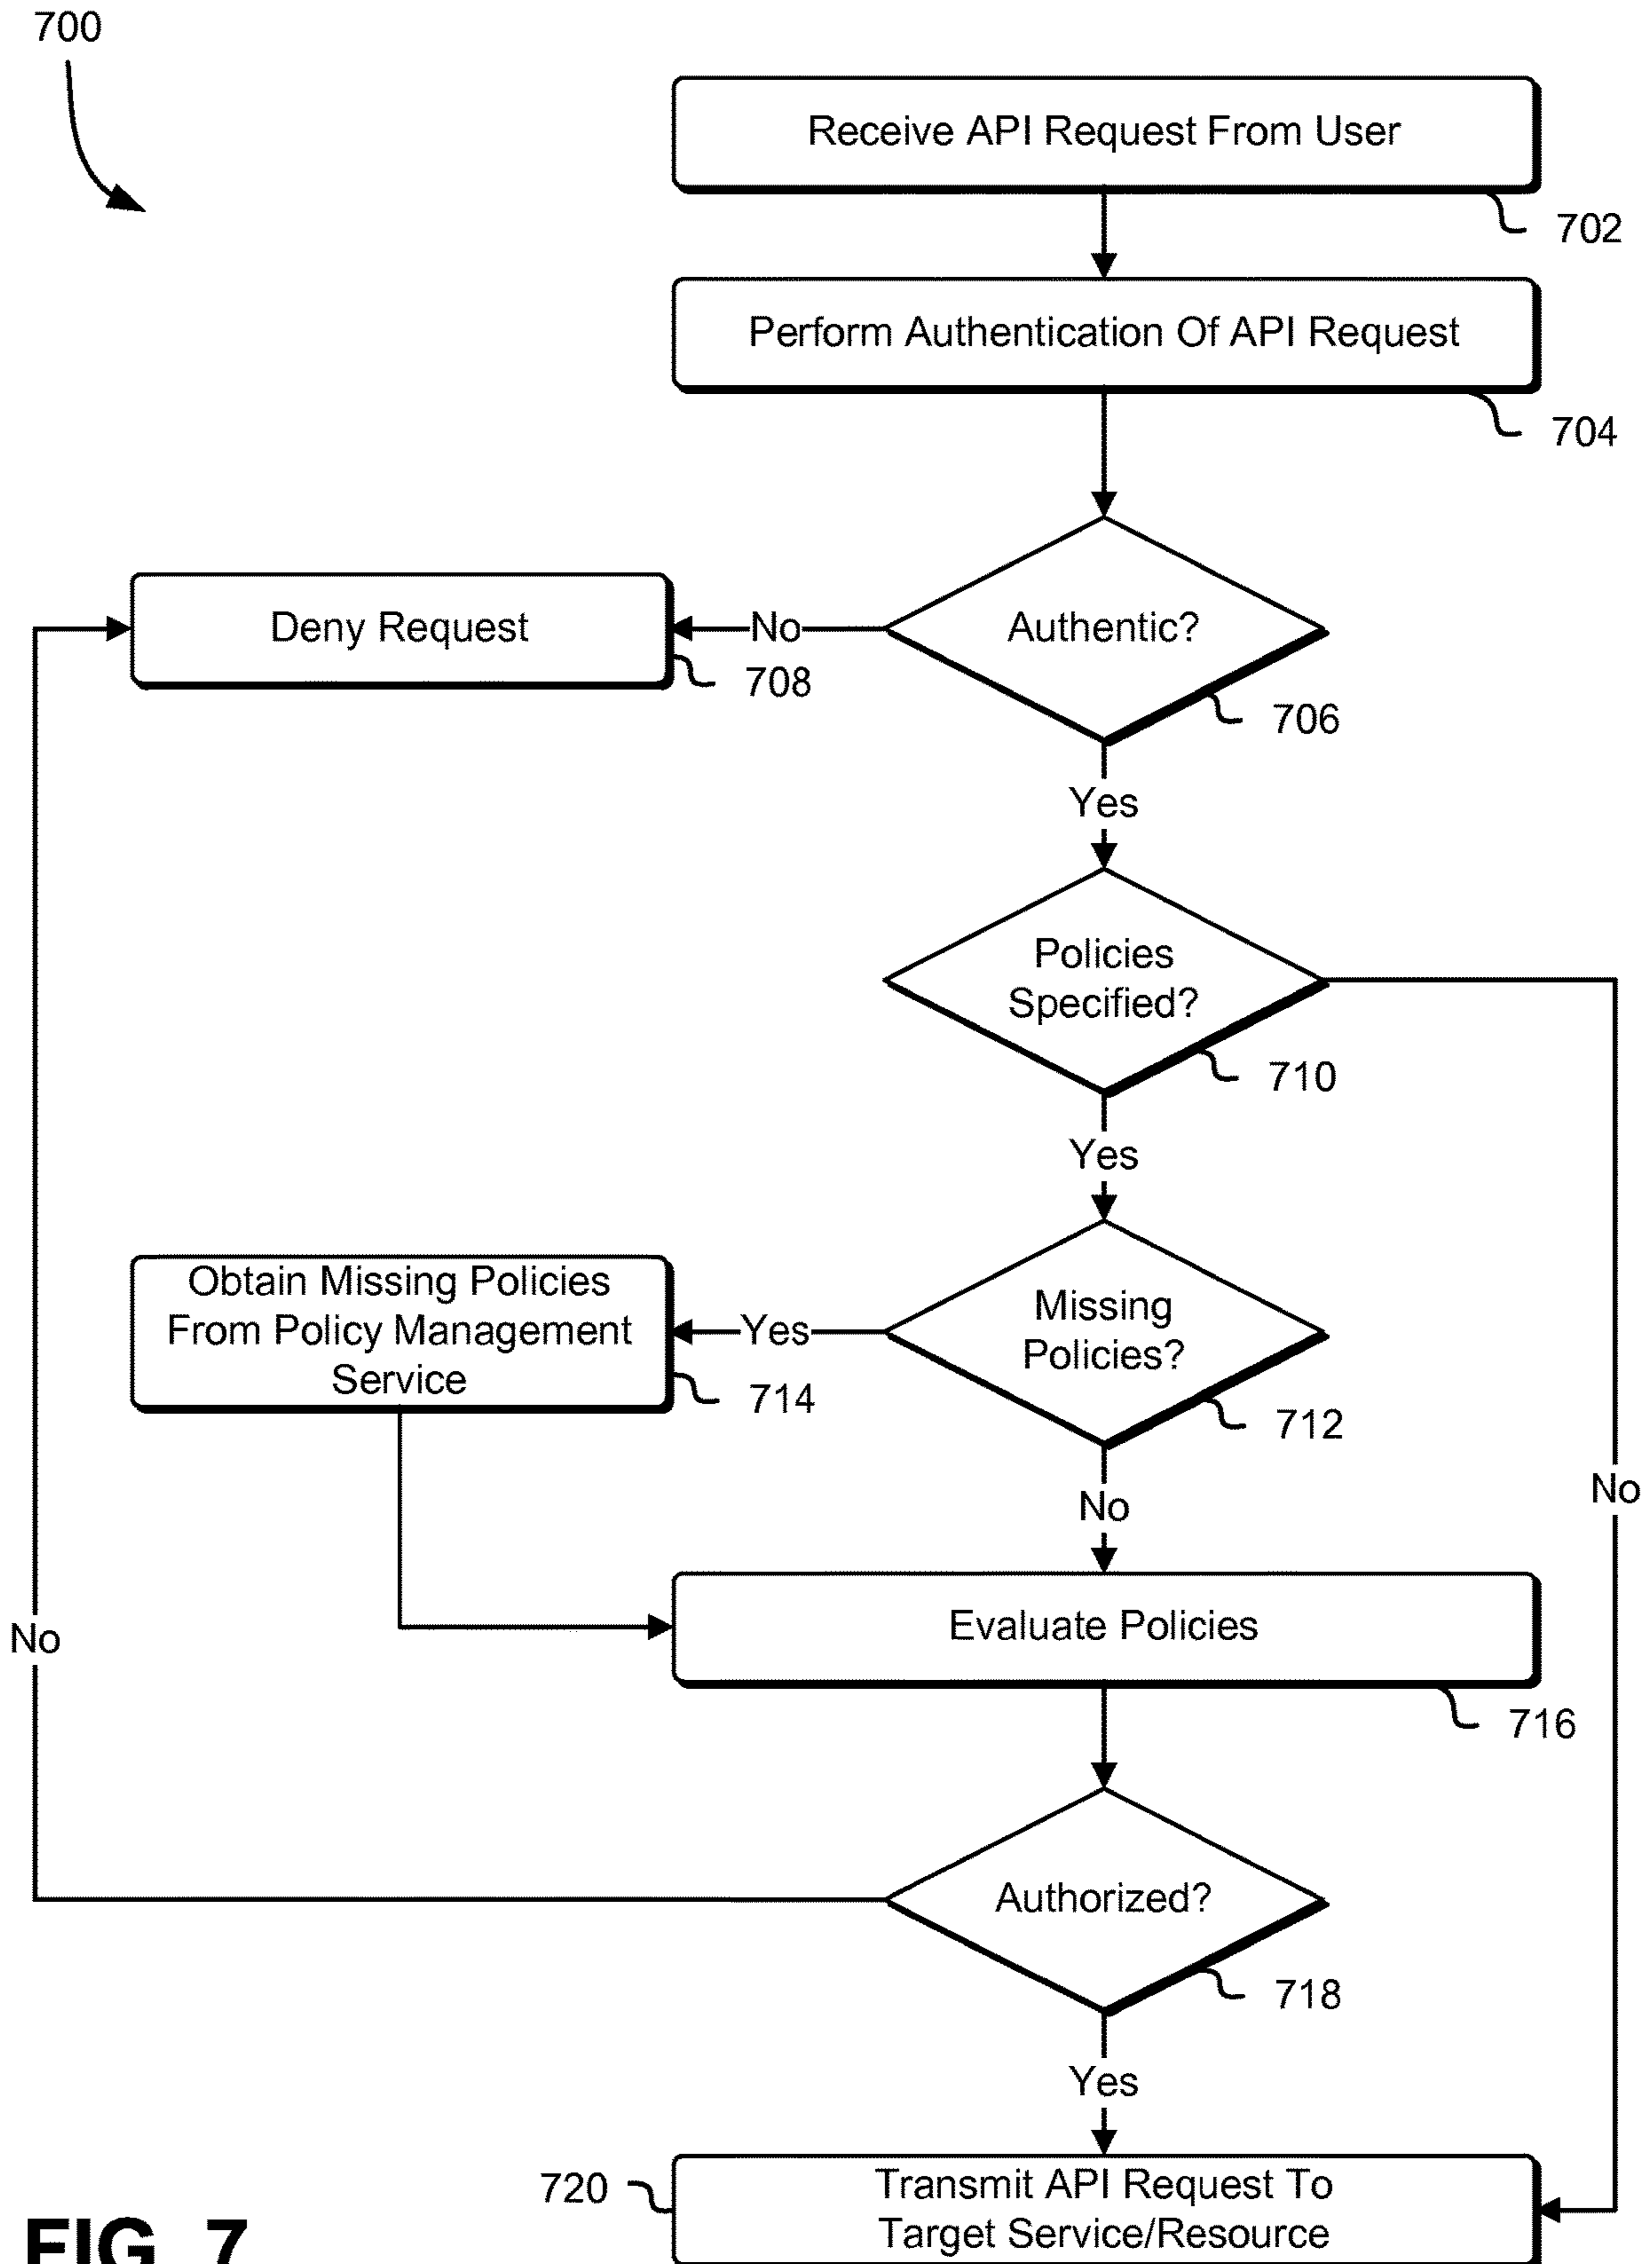 700
Receive API Request From User
702
Perform Authentication Of API Request
704
Authentic?
706
No
Deny Request
708
Yes
Policies
Specified?
710
Yes
Missing
Policies?
712
Yes
Obtain Missing Policies
From Policy Management
Service
714
No
No
Evaluate Policies
716
No
Authorized?
718
Yes
720
Transmit API Request To
Target Service/Resource
FIG. 7